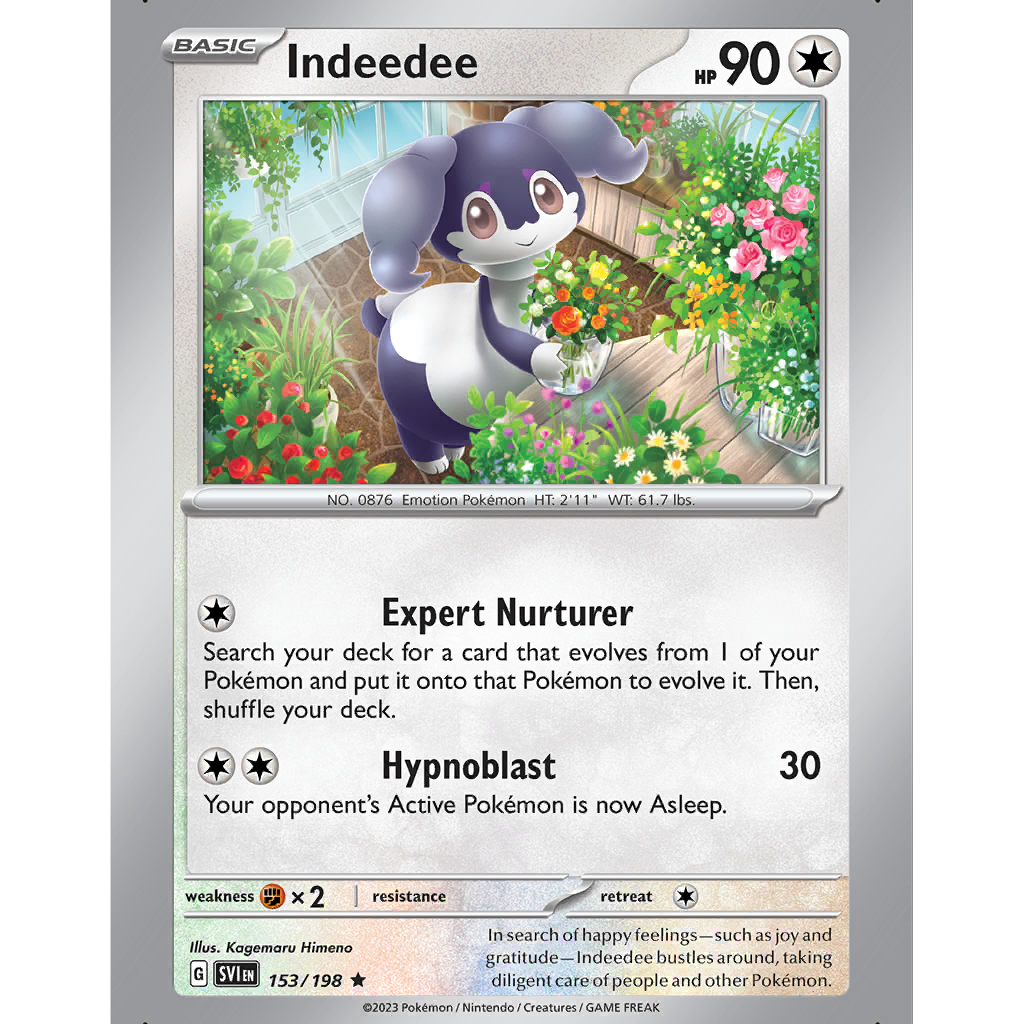 BASIC
Indeedee
HP 90
NO. 0876 Emotion Pokémon HT: 2'11" WT: 61.7 lbs.
Expert Nurturer
Search your deck for a card that evolves from 1 of your
Pokémon and put it onto that Pokémon to evolve it. Then,
shuffle your deck.
Hypnoblast 30
Your opponent's Active Pokémon is now Asleep.
weakness ×2 resistance retreat
Illus. Kagemaru Himeno
G SVI EN 153/198 ★
In search of happy feelings—such as joy and
gratitude—Indeedee bustles around, taking
diligent care of people and other Pokémon.
©2023 Pokémon / Nintendo / Creatures / GAME FREAK